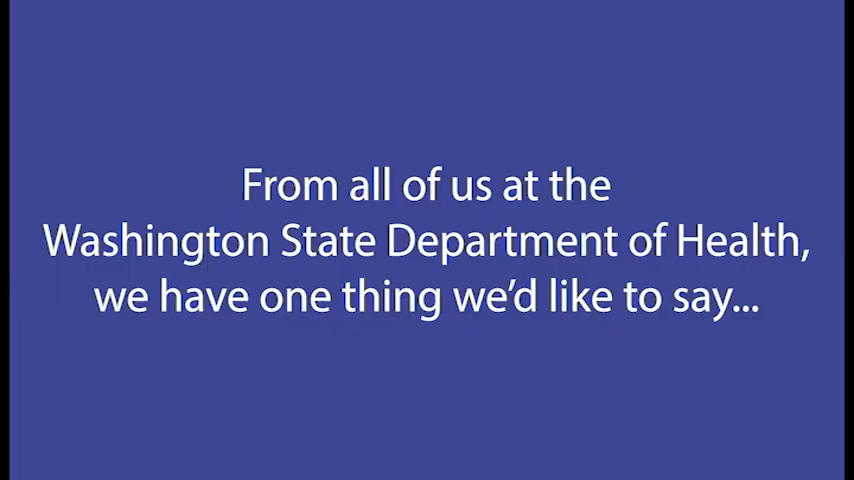 From all of us at the
Washington State Department of Health,
we have one thing we’d like to say...